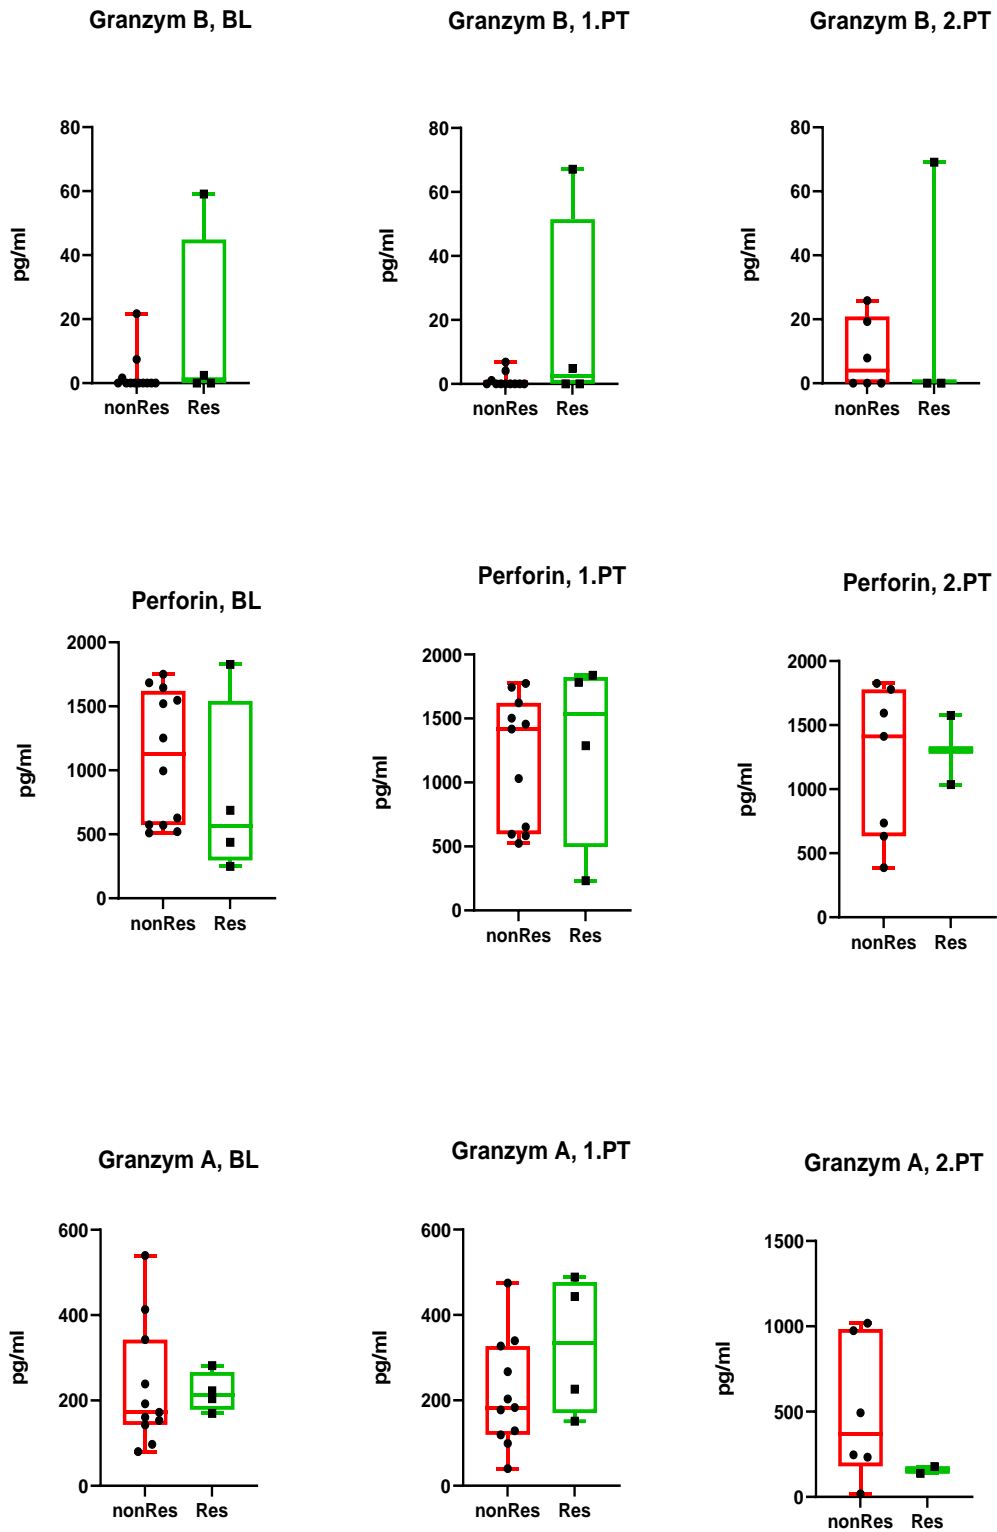 Granzym B, BL
Granzym B, 1.PT
Granzym B, 2.PT
pg/ml
80
60
40
20
0
nonRes Res
pg/ml
80
60
40
20
0
nonRes Res
pg/ml
80
60
40
20
0
nonRes Res
Perforin, BL
Perforin, 1.PT
Perforin, 2.PT
pg/ml
2000
1500
1000
500
0
nonRes Res
pg/ml
2000
1500
1000
500
0
nonRes Res
pg/ml
2000
1500
1000
500
0
nonRes Res
Granzym A, BL
Granzym A, 1.PT
Granzym A, 2.PT
pg/ml
600
400
200
0
nonRes Res
pg/ml
600
400
200
0
nonRes Res
pg/ml
1500
1000
500
0
nonRes Res